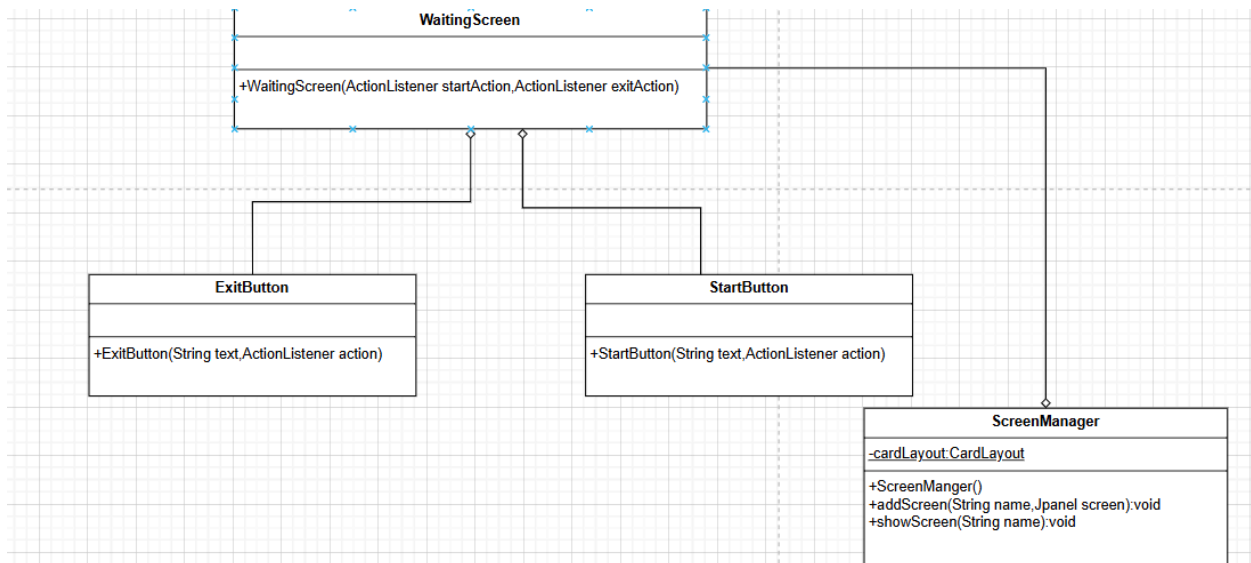 WaitingScreen
+WaitingScreen(ActionListener startAction,ActionListener exitAction)
ExitButton
+ExitButton(String text,ActionListener action)
StartButton
+StartButton(String text,ActionListener action)
ScreenManager
-cardLayout:CardLayout
+ScreenManger()
+addScreen(String name,Jpanel screen):void
+showScreen(String name):void